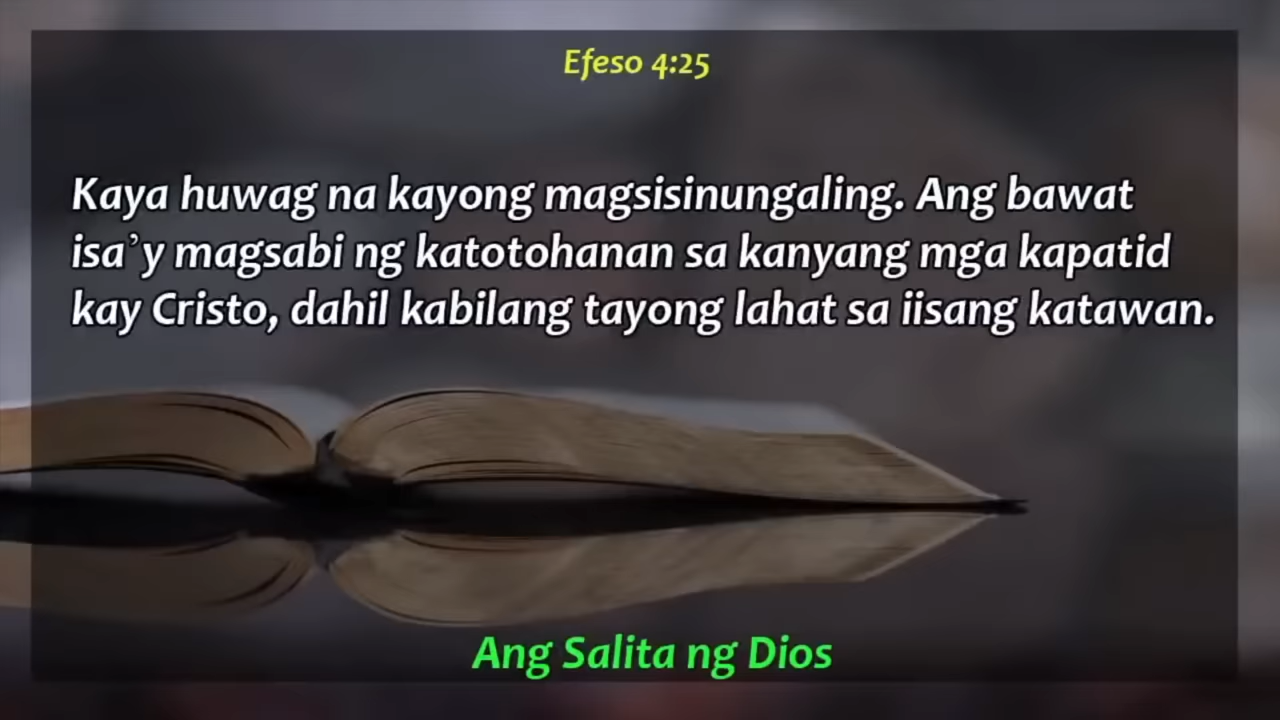 Efeso 4:25
Kaya huwag na kayong magsisinungaling. Ang bawat
isa’y magsabi ng katotohanan sa kanyang mga kapatid
kay Cristo, dahil kabilang tayong lahat sa iisang katawan.
Ang Salita ng Dios